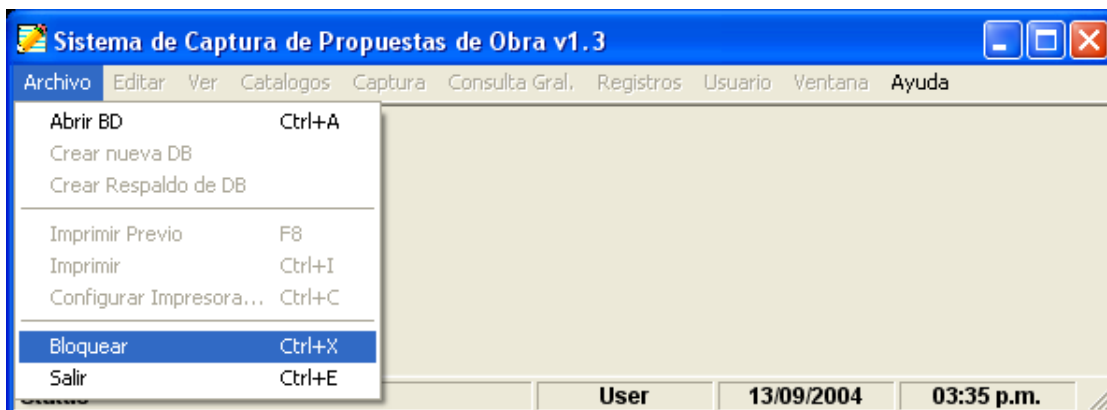 Sistema de Captura de Propuestas de Obra v1.3
Archivo Editar Ver Catalogos Captura Consulta Gral. Registros Usuario Ventana Ayuda
Abrir BD Ctrl+A
Crear nueva DB
Crear Respaldo de DB
Imprimir Previo F8
Imprimir Ctrl+I
Configurar Impresora... Ctrl+C
Bloquear Ctrl+X
Salir Ctrl+E
User 13/09/2004 03:35 p.m.